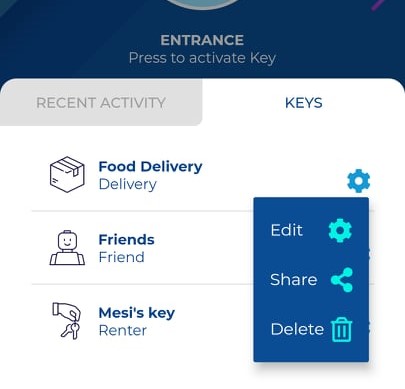 ENTRANCE
Press to activate Key
RECENT ACTIVITY
KEYS
Food Delivery
Delivery
Edit
Friends
Friend
Share
Mesi's key
Renter
Delete